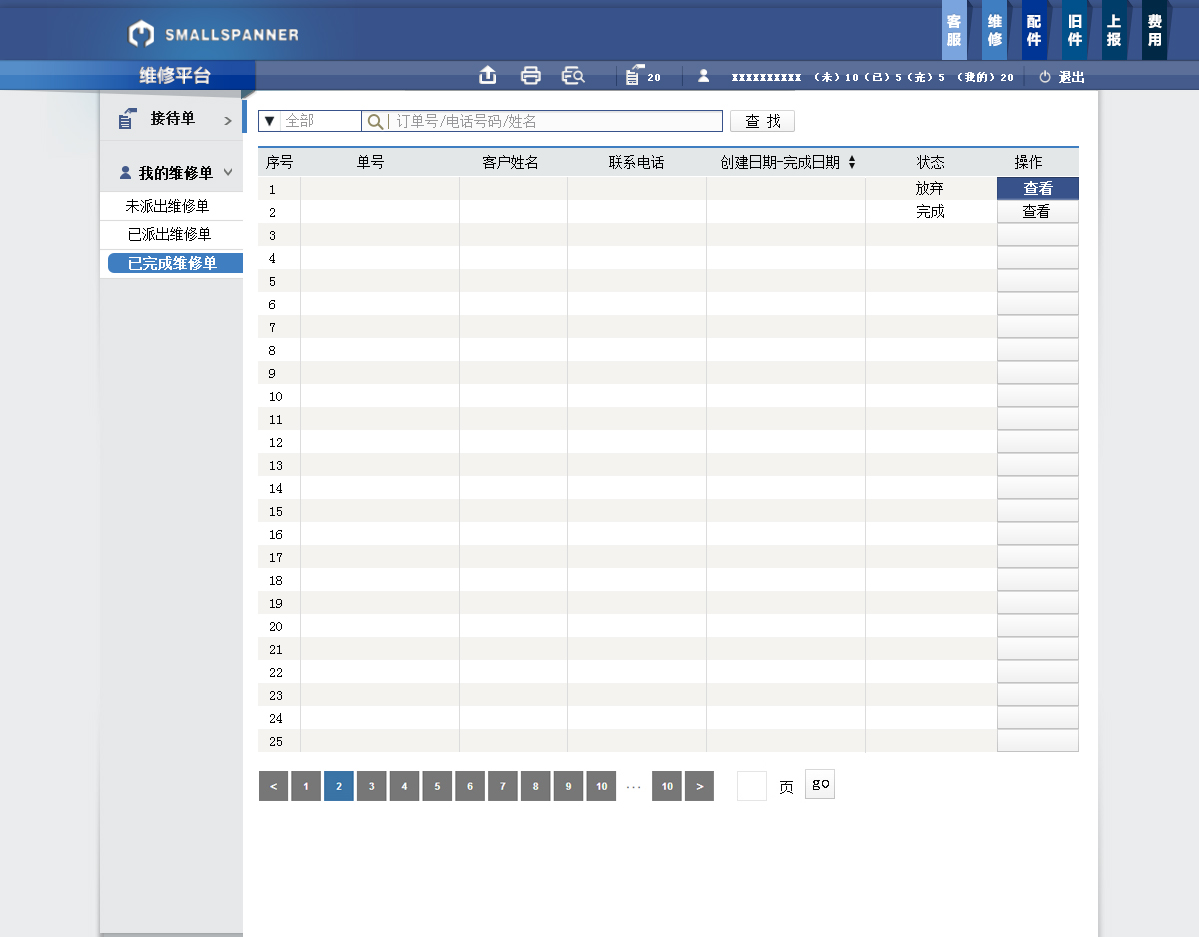 SMALLSPANNER
客服 维修 配件 旧件 上报 费用
维修平台
20 xxxxxxxxxx （未）10（已）5（完）5 （我的）20 退出
接待单 >
我的维修单
未派出维修单
已派出维修单
已完成维修单
▼ 全部 订单号/电话号码/姓名 查 找
序号 单号 客户姓名 联系电话 创建日期-完成日期 状态 操作
1 放弃 查看
2 完成 查看
3
4
5
6
7
8
9
10
11
12
13
14
15
16
17
18
19
20
21
22
23
24
25
< 1 2 3 4 5 6 7 8 9 10 ··· 10 > 页 go